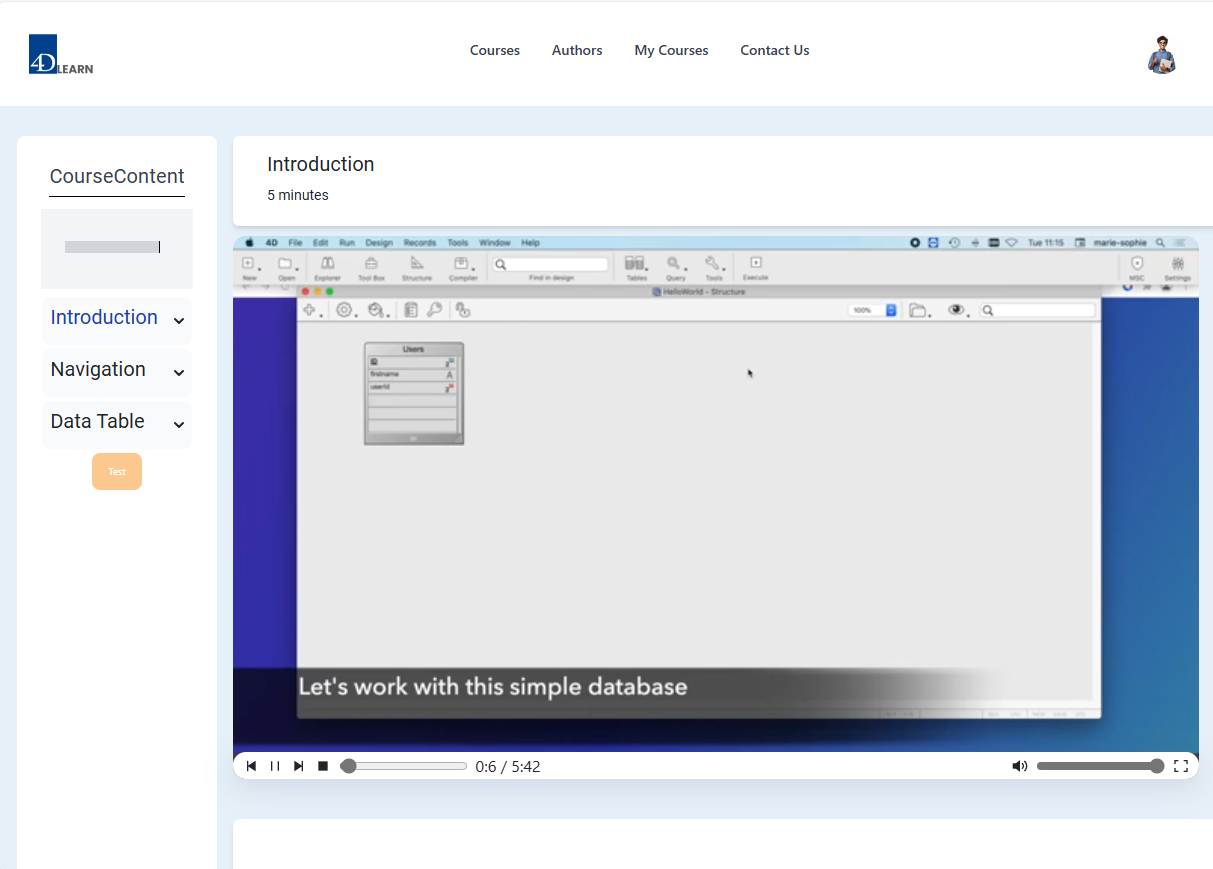 4D LEARN
Courses Authors My Courses Contact Us
CourseContent
Introduction
Navigation
Data Table
Test
Introduction
5 minutes
4D File Edit Run Design Records Tools Window Help Tue 11:15 marie-sophie
New Open Explorer Tool Box Structure Compiler Find in design Tables Query Tools Execute MSC Settings
HelloWorld - Structure
100%
Users
ID
firstname A
userId
Let's work with this simple database
0:6 / 5:42